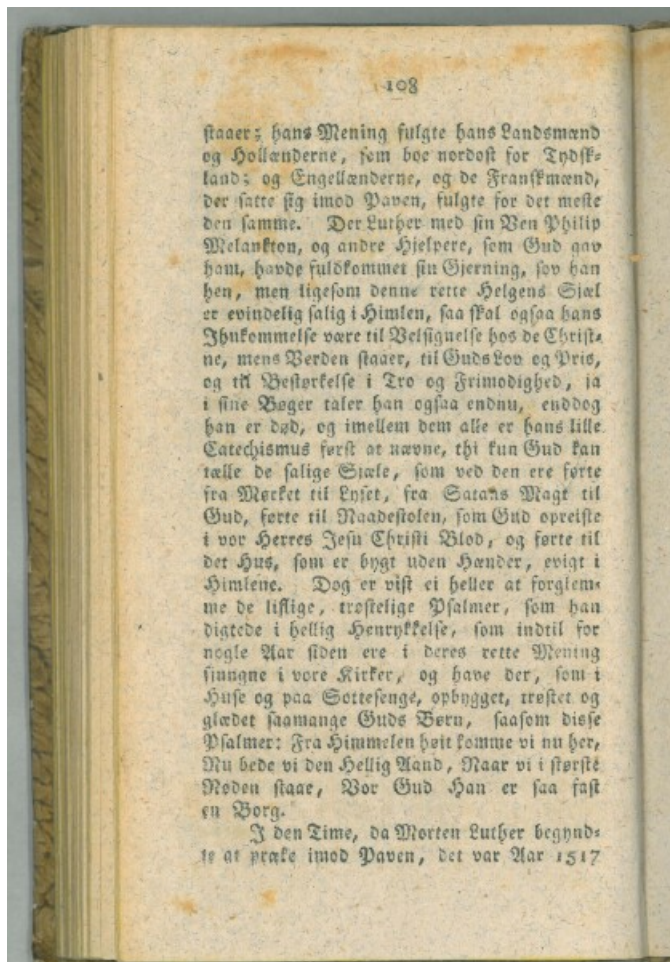 108
staaer; hans Mening fulgte hans Landsmænd
og Hollænderne, som boe nordost for Tydsk-
land; og Engellænderne, og de Franskmænd,
der satte sig imod Paven, fulgte for det meste
den samme. Der Luther med sin Ven Philip
Melankton, og andre Hjelpere, som Gud gav
ham, havde fuldkommet sin Gjerning, sov han
hen, men ligesom denne rette Helgens Sjæl
er evindelig salig i Himlen, saa skal ogsaa hans
Ihukommelse være til Velsignelse hos de Christ-
ne, mens Verden staaer, til Guds Lov og Pris,
og til Bestyrkelse i Tro og Frimodighed, ja
i sine Bøger taler han ogsaa endnu, enddog
han er død, og imellem dem alle er hans lille
Catechismus først at nævne, thi kun Gud kan
tælle de salige Siæle, som ved den ere førte
fra Mørket til Lyset, fra Satans Magt til
Gud, førte til Naadestolen, som Gud opreiste
i vor Herres Jesu Christi Blod, og førte til
det Hus, som er bygt uden Hænder, evigt i
Himlene. Dog er vist ei heller at forglem-
me de liflige, trøstelige Psalmer, som han
digtede i hellig Henrykkelse, som indtil for
nogle Aar siden ere i deres rette Mening
sjungne i vore Kirker, og have der, som i
Huse og paa Sottesenge, opbygget, trøstet og
glædet saamange Guds Børn, saasom disse
Psalmer: Fra Himmelen høit komme vi nu her,
Nu bede vi den Hellig Aand, Naar vi i største
Nøden staae, Vor Gud Han er saa fast
en Borg.
I den Time, da Morten Luther begynd-
te at præke imod Paven, det var Aar 1517